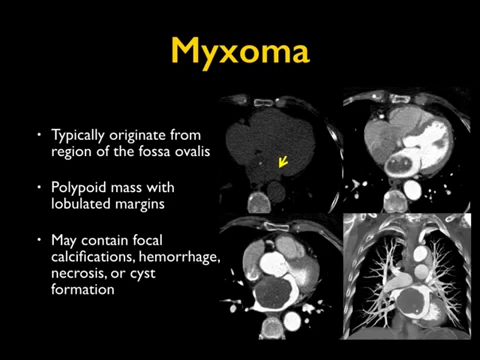 Myxoma
• Typically originate from
region of the fossa ovalis
• Polypoid mass with
lobulated margins
• May contain focal
calcifications, hemorrhage,
necrosis, or cyst
formation